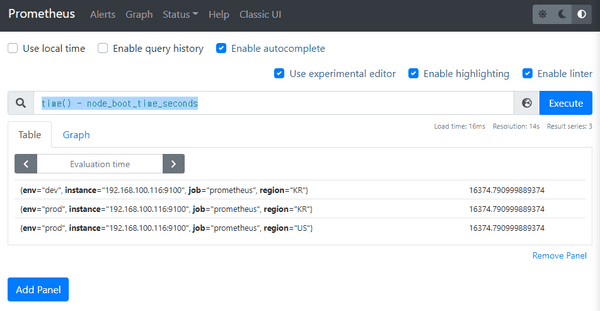 Prometheus Alerts Graph Status Help Classic UI
Use local time Enable query history Enable autocomplete
Use experimental editor Enable highlighting Enable linter
time() - node_boot_time_seconds Execute
Load time: 16ms Resolution: 14s Result series: 3
Table Graph
Evaluation time
{env="dev", instance="192.168.100.116:9100", job="prometheus", region="KR"} 16374.790999889374
{env="prod", instance="192.168.100.116:9100", job="prometheus", region="KR"} 16374.790999889374
{env="prod", instance="192.168.100.116:9100", job="prometheus", region="US"} 16374.790999889374
Remove Panel
Add Panel